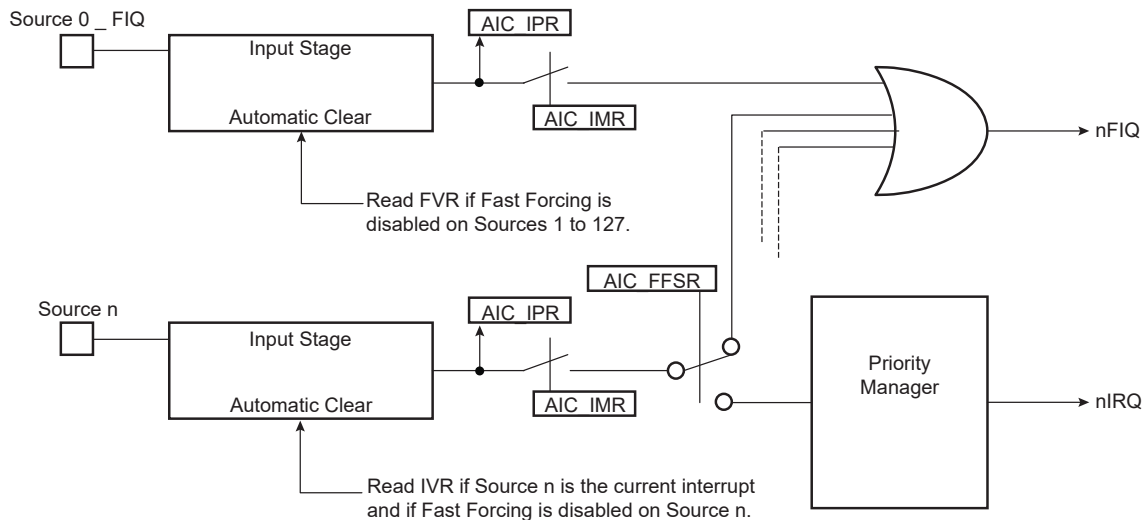 Source 0 _ FIQ
AIC_IPR
Input Stage
Automatic Clear
AIC_IMR
nFIQ
Read FVR if Fast Forcing is
disabled on Sources 1 to 127.
AIC_FFSR
Source n
AIC_IPR
Input Stage
Priority
Manager
Automatic Clear
AIC_IMR
nIRQ
Read IVR if Source n is the current interrupt
and if Fast Forcing is disabled on Source n.